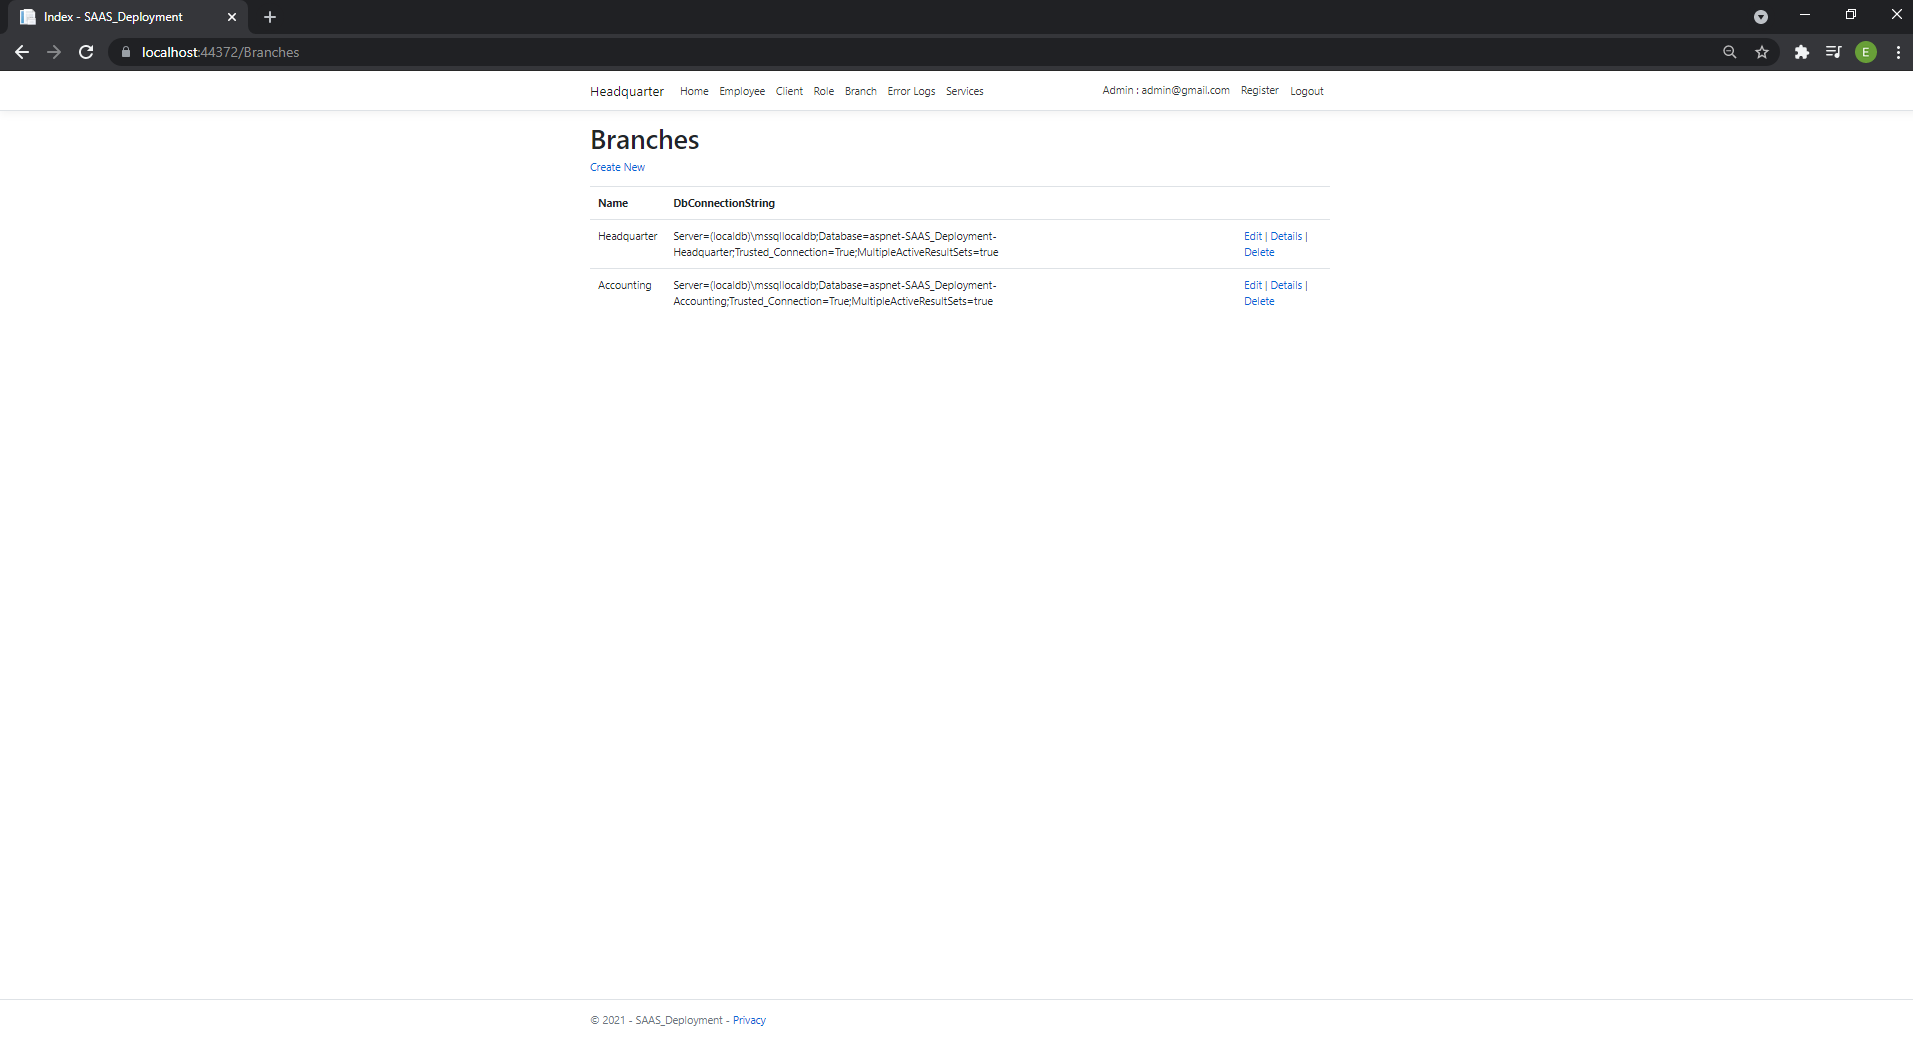 Index - SAAS_Deployment
localhost:44372/Branches
E
Headquarter Home Employee Client Role Branch Error Logs Services Admin : admin@gmail.com Register Logout
Branches
Create New
Name DbConnectionString
Headquarter Server=(localdb)\mssqllocaldb;Database=aspnet-SAAS_Deployment- Edit | Details |
Headquarter;Trusted_Connection=True;MultipleActiveResultSets=true Delete
Accounting Server=(localdb)\mssqllocaldb;Database=aspnet-SAAS_Deployment- Edit | Details |
Accounting;Trusted_Connection=True;MultipleActiveResultSets=true Delete
© 2021 - SAAS_Deployment - Privacy